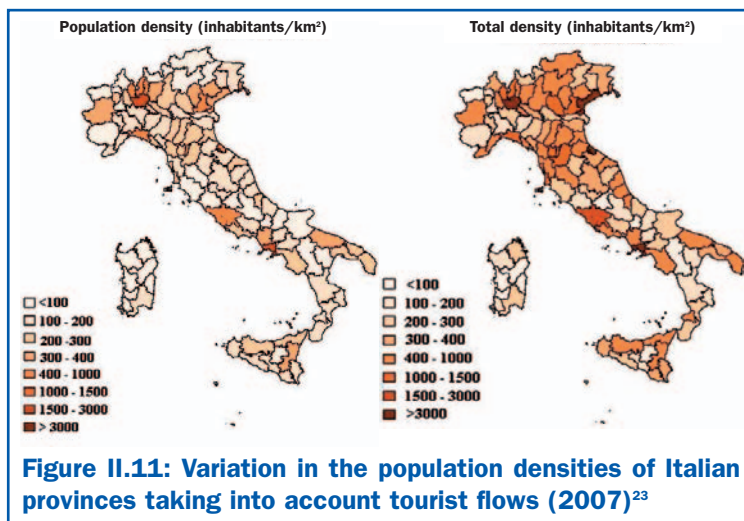 Population density (inhabitants/km²)
Total density (inhabitants/km²)
<100
100 - 200
200 - 300
300 - 400
400 - 1000
1000 - 1500
1500 - 3000
> 3000
<100
100 - 200
200 - 300
300 - 400
400 - 1000
1000 - 1500
1500 - 3000
>3000
Figure II.11: Variation in the population densities of Italian
provinces taking into account tourist flows (2007)²³